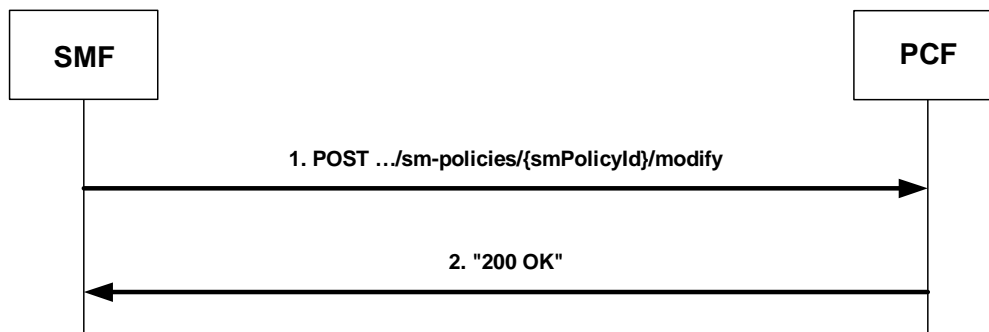 SMF
PCF
1. POST …/sm-policies/{smPolicyId}/modify
2. "200 OK"